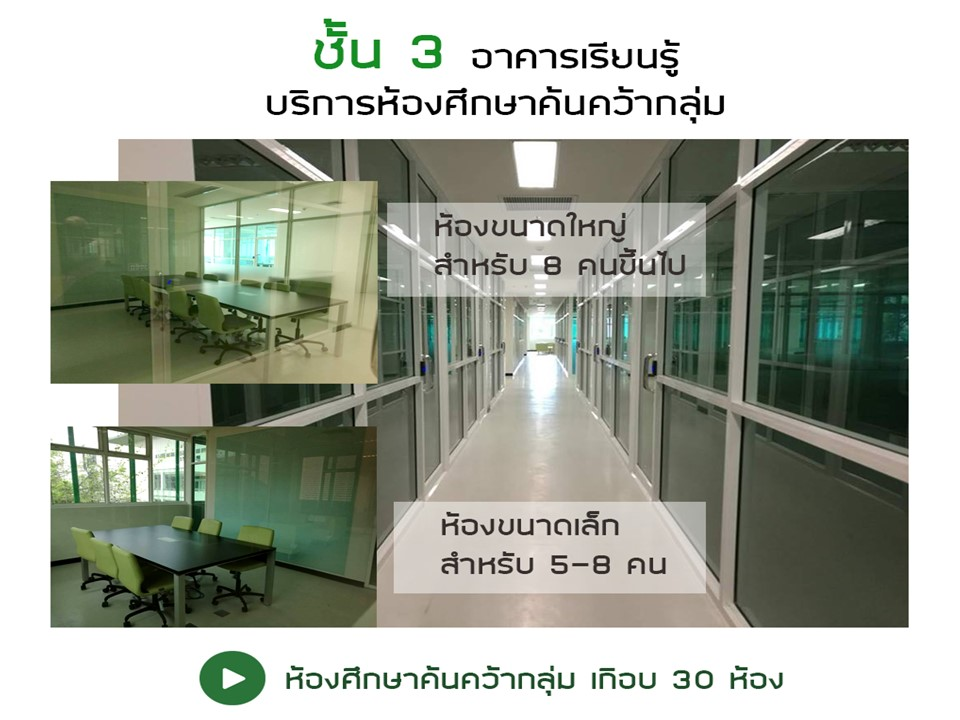 ชั้น 3 อาคารเรียนรู้
บริการห้องศึกษาค้นคว้ากลุ่ม
ห้องขนาดใหญ่
สำหรับ 8 คนขึ้นไป
ห้องขนาดเล็ก
สำหรับ 5-8 คน
ห้องศึกษาค้นคว้ากลุ่ม เกือบ 30 ห้อง